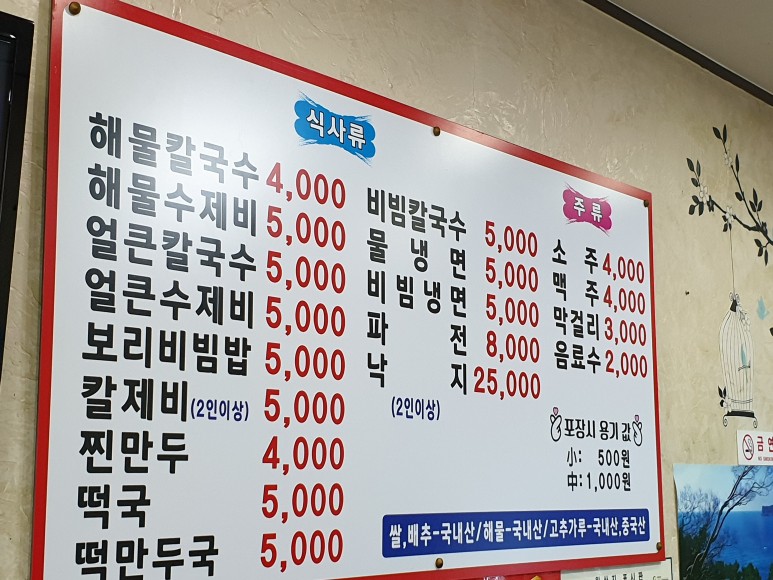 식사류
해물칼국수 4,000
해물수제비 5,000
얼큰칼국수 5,000
얼큰수제비 5,000
보리비빔밥 5,000
칼제비(2인이상) 5,000
찐만두 4,000
떡국 5,000
떡만두국 5,000
비빔칼국수 5,000
물냉면 5,000
비빔냉면 5,000
파전 8,000
낙지 25,000
(2인이상)
주류
소주 4,000
맥주 4,000
막걸리 3,000
음료수 2,000
포장시 용기 값
小: 500원
中: 1,000원
쌀,배추-국내산/해물-국내산/고추가루-국내산,중국산
금연